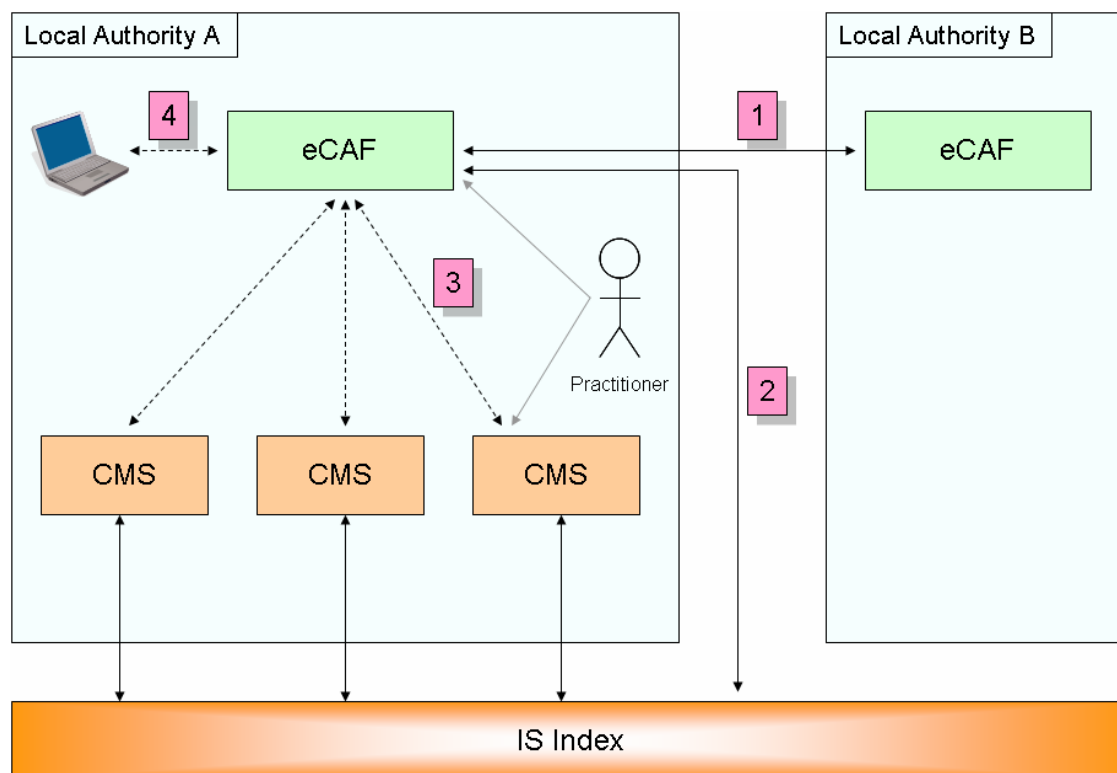 Local Authority A
Local Authority B
4
1
eCAF
eCAF
3
Practitioner
2
CMS
CMS
CMS
IS Index